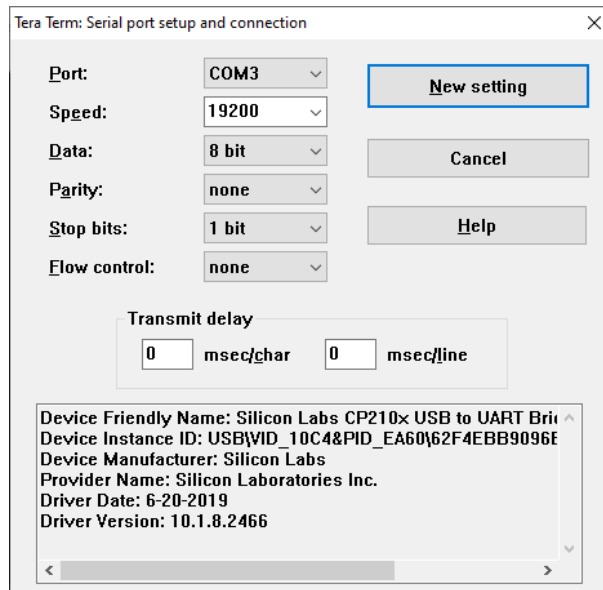 Tera Term: Serial port setup and connection
Port: COM3 New setting
Speed: 19200
Data: 8 bit Cancel
Parity: none
Stop bits: 1 bit Help
Flow control: none
Transmit delay
0 msec/char 0 msec/line
Device Friendly Name: Silicon Labs CP210x USB to UART
Device Instance ID: USB\VID_10C4&PID_EA60\62F4EBB9096
Device Manufacturer: Silicon Labs
Provider Name: Silicon Laboratories Inc.
Driver Date: 6-20-2019
Driver Version: 10.1.8.2466